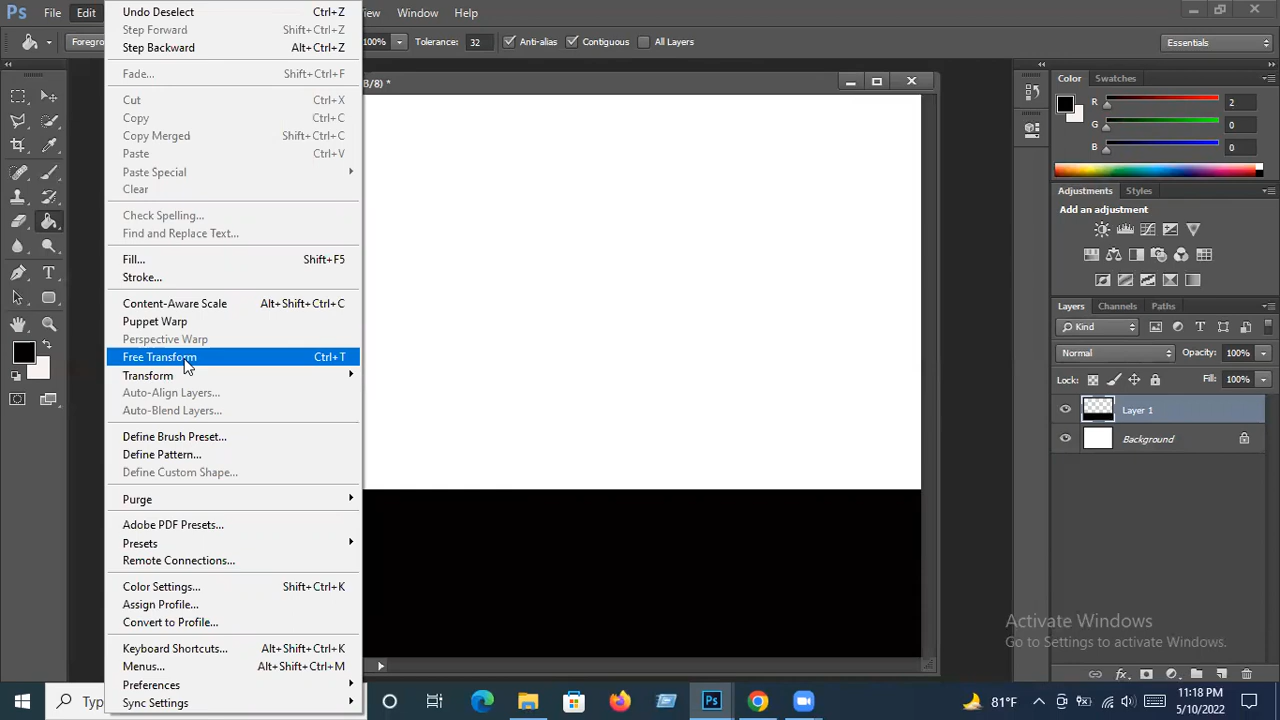 Ps File Edit iew Window Help
Foregro 100% Tolerance: 32 Anti-alias Contiguous All Layers Essentials
B/8) *
Undo Deselect Ctrl+Z
Step Forward Shift+Ctrl+Z
Step Backward Alt+Ctrl+Z
Fade... Shift+Ctrl+F
Cut Ctrl+X
Copy Ctrl+C
Copy Merged Shift+Ctrl+C
Paste Ctrl+V
Paste Special
Clear
Check Spelling...
Find and Replace Text...
Fill... Shift+F5
Stroke...
Content-Aware Scale Alt+Shift+Ctrl+C
Puppet Warp
Perspective Warp
Free Transform Ctrl+T
Transform
Auto-Align Layers...
Auto-Blend Layers...
Define Brush Preset...
Define Pattern...
Define Custom Shape...
Purge
Adobe PDF Presets...
Presets
Remote Connections...
Color Settings... Shift+Ctrl+K
Assign Profile...
Convert to Profile...
Keyboard Shortcuts... Alt+Shift+Ctrl+K
Menus... Alt+Shift+Ctrl+M
Preferences
Sync Settings
Color Swatches
R 2
G 0
B 0
Adjustments Styles
Add an adjustment
Layers Channels Paths
Kind
Normal Opacity: 100%
Lock: Fill: 100%
Layer 1
Background
Activate Windows
Go to Settings to activate Windows.
Typ
Ps
81°F
11:18 PM
5/10/2022